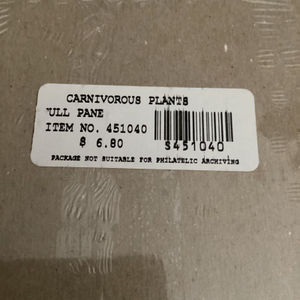 CARNIVOROUS PLANTS
ULL PANE
ITEM NO. 451040
$ 6.80
S451040
PACKAGE NOT SUITABLE FOR PHILATELIC ARCHIVING